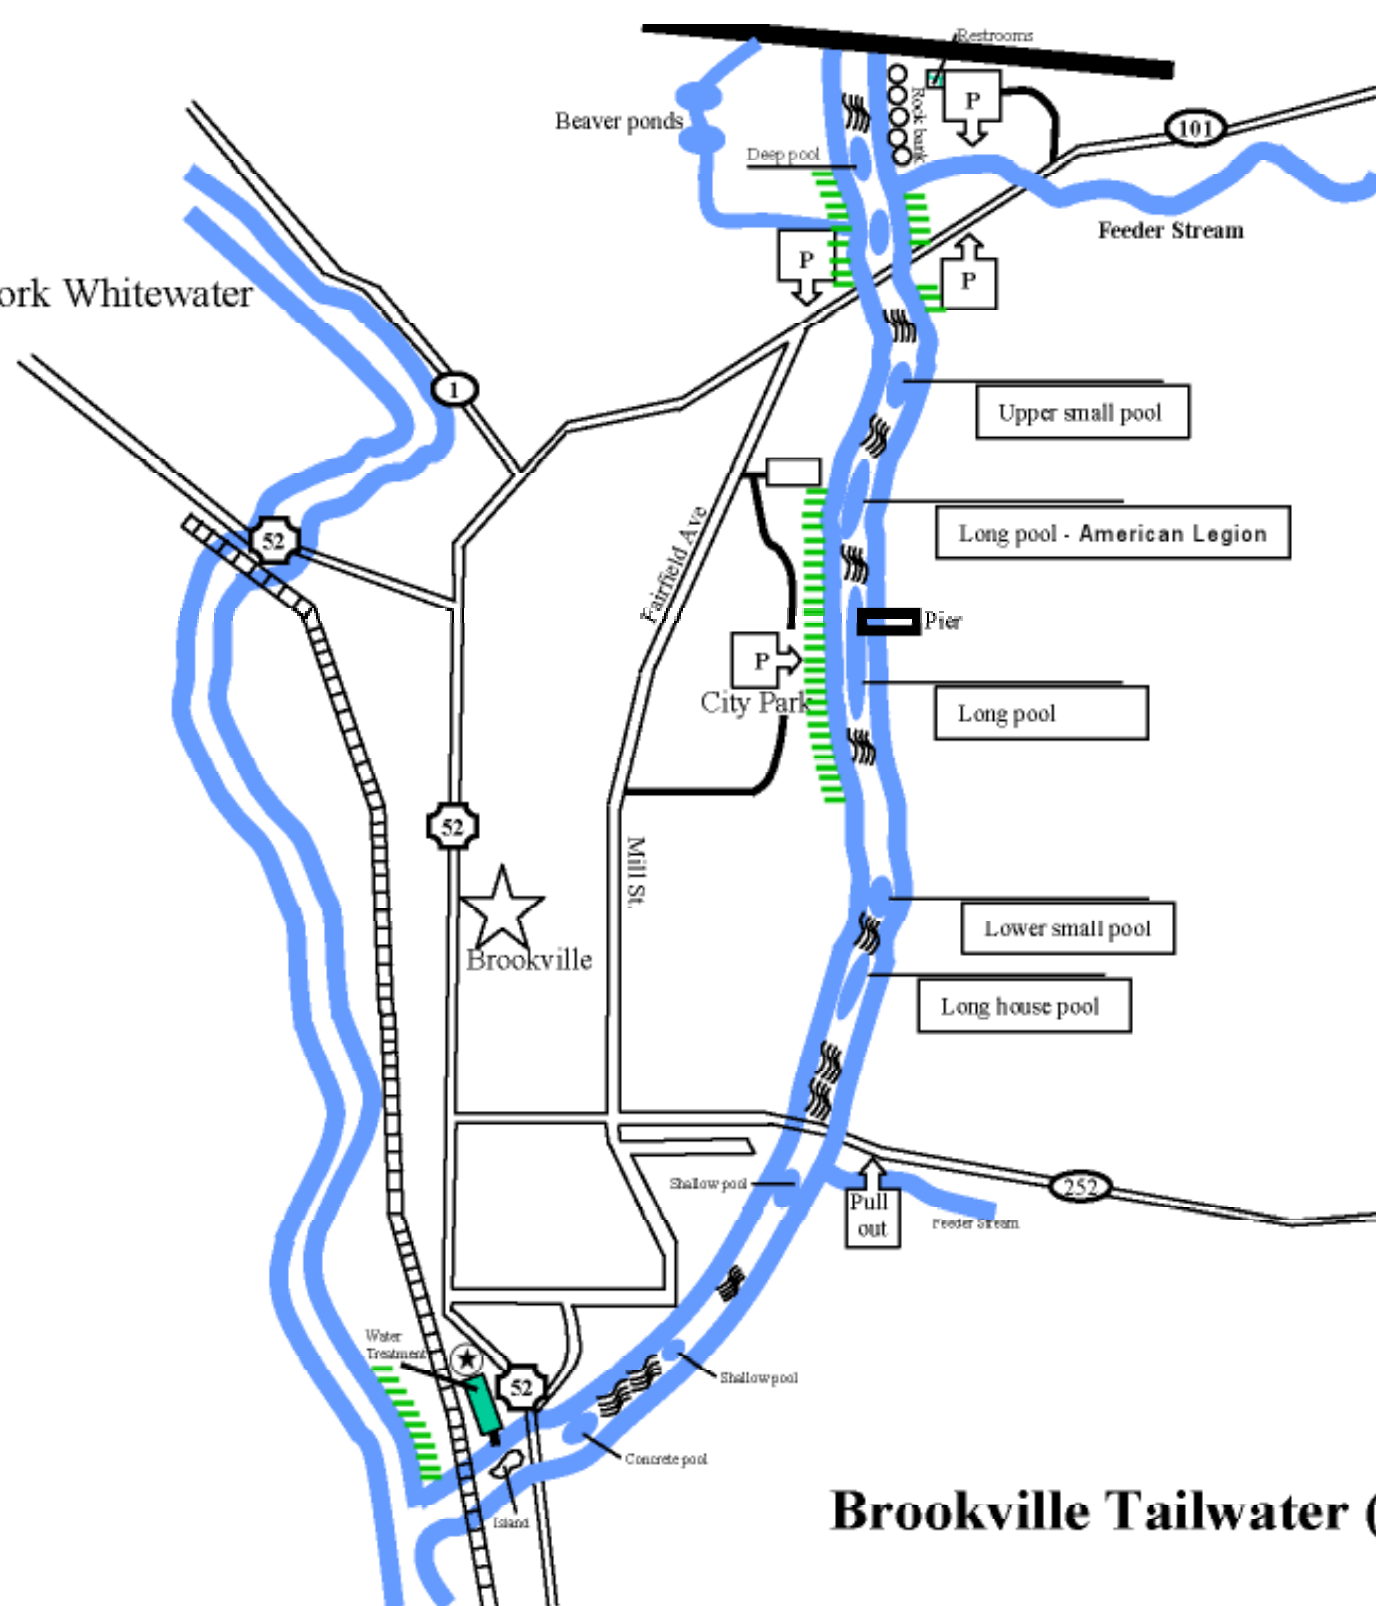 Restrooms
P
Rock bank
101
Beaver ponds
Deep pool
Feeder Stream
P
P
ork Whitewater
1
Upper small pool
52
Fairfield Ave
Long pool - American Legion
Pier
P
City Park
Long pool
52
Mill St.
Brookville
Lower small pool
Long house pool
Shallow pool
252
Pull
out
Feeder Stream
Water
Treatment
52
Shallow pool
Concrete pool
Island
Brookville Tailwater (